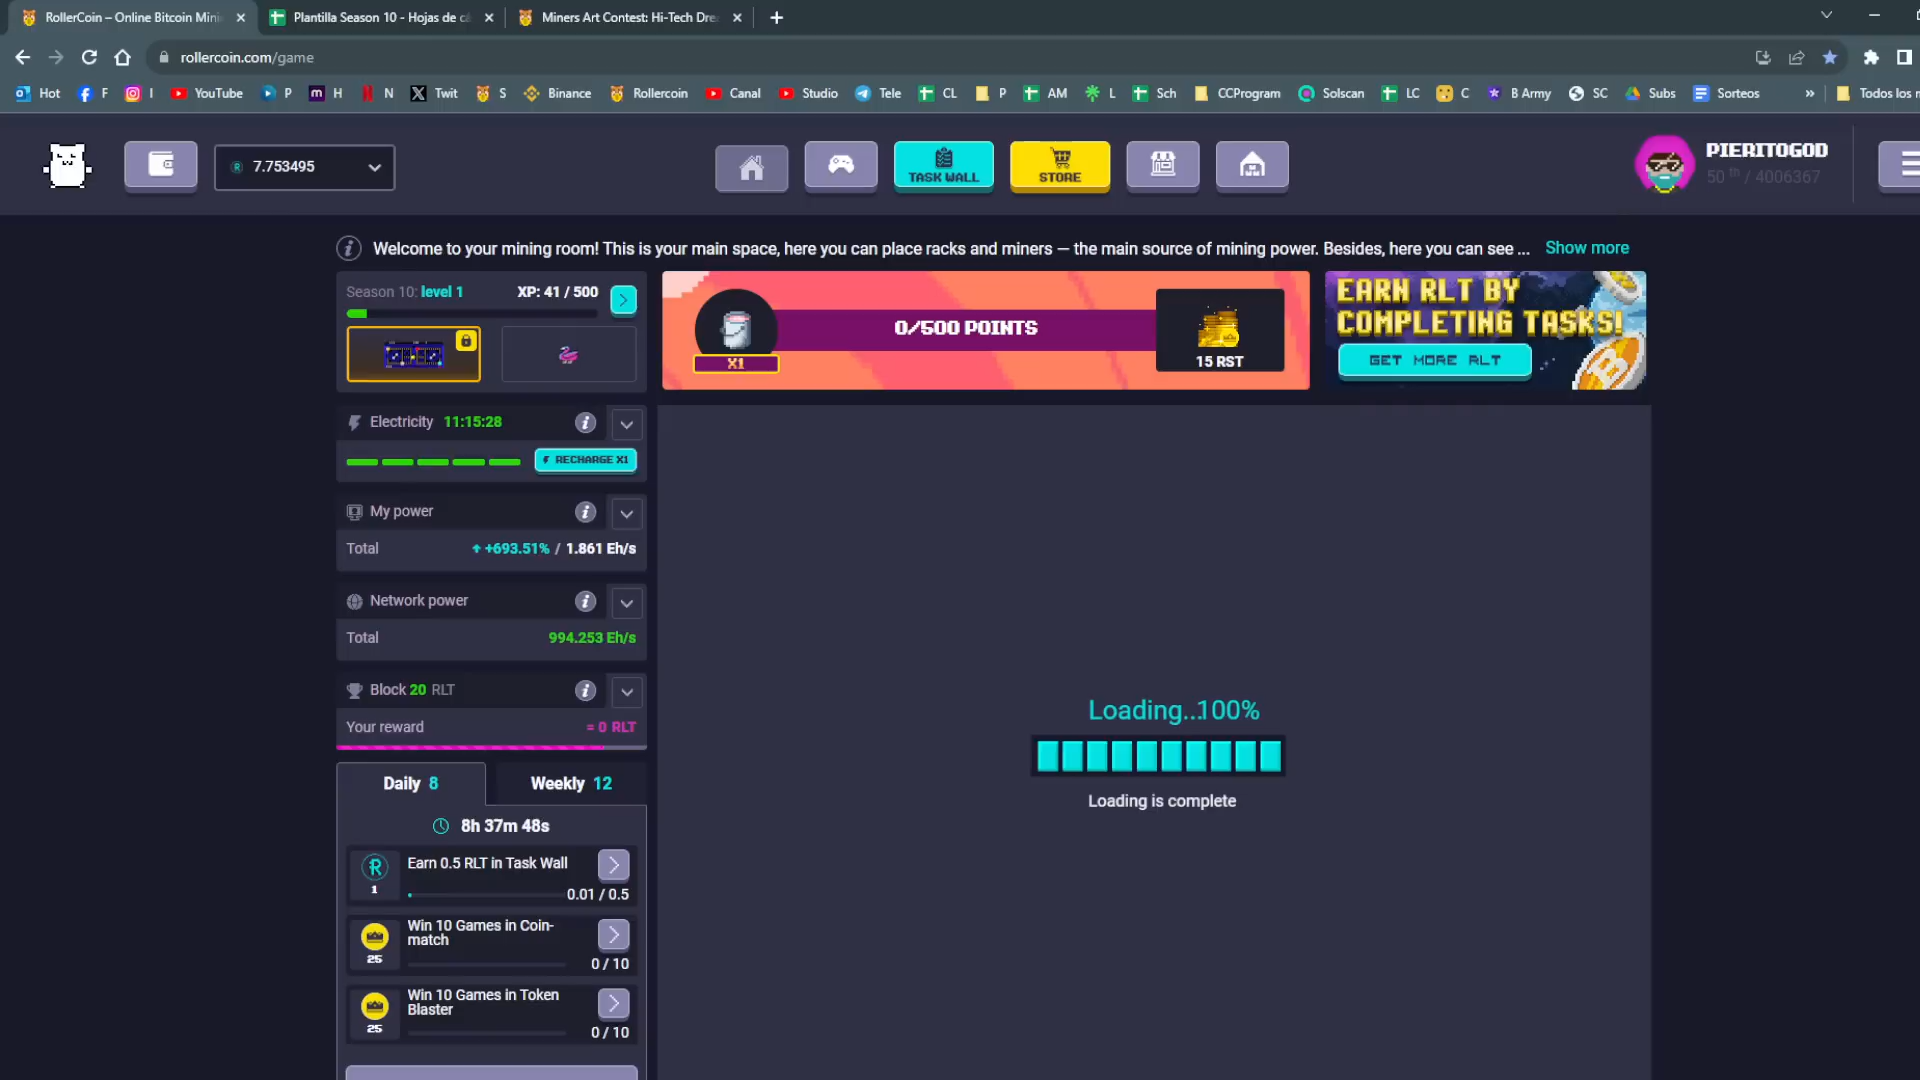 RollerCoin – Online Bitcoin Mini
Plantilla Season 10 - Hojas de cá
Miners Art Contest: Hi-Tech Dre
rollercoin.com/game
Hot
F
I
YouTube
P
H
N
Twit
S
Binance
Rollercoin
Canal
Studio
Tele
CL
P
AM
L
Sch
CCProgram
Solscan
LC
C
B Army
SC
Subs
Sorteos
»
Todos los m
7.753495
TASK WALL
STORE
PIERITOGOD
50 th / 4006367
Welcome to your mining room! This is your main space, here you can place racks and miners — the main source of mining power. Besides, here you can see ... Show more
Season 10: level 1
XP: 41 / 500
0/500 POINTS
X1
15 RST
EARN RLT BY
COMPLETING TASKS!
GET MORE RLT
Electricity 11:15:28
RECHARGE X1
My power
Total
+693.51% / 1.861 Eh/s
Network power
Total
994.253 Eh/s
Block 20 RLT
Your reward
= 0 RLT
Loading...100%
Loading is complete
Daily 8
Weekly 12
8h 37m 48s
Earn 0.5 RLT in Task Wall
1
0.01 / 0.5
Win 10 Games in Coin-
match
25
0 / 10
Win 10 Games in Token
Blaster
25
0 / 10